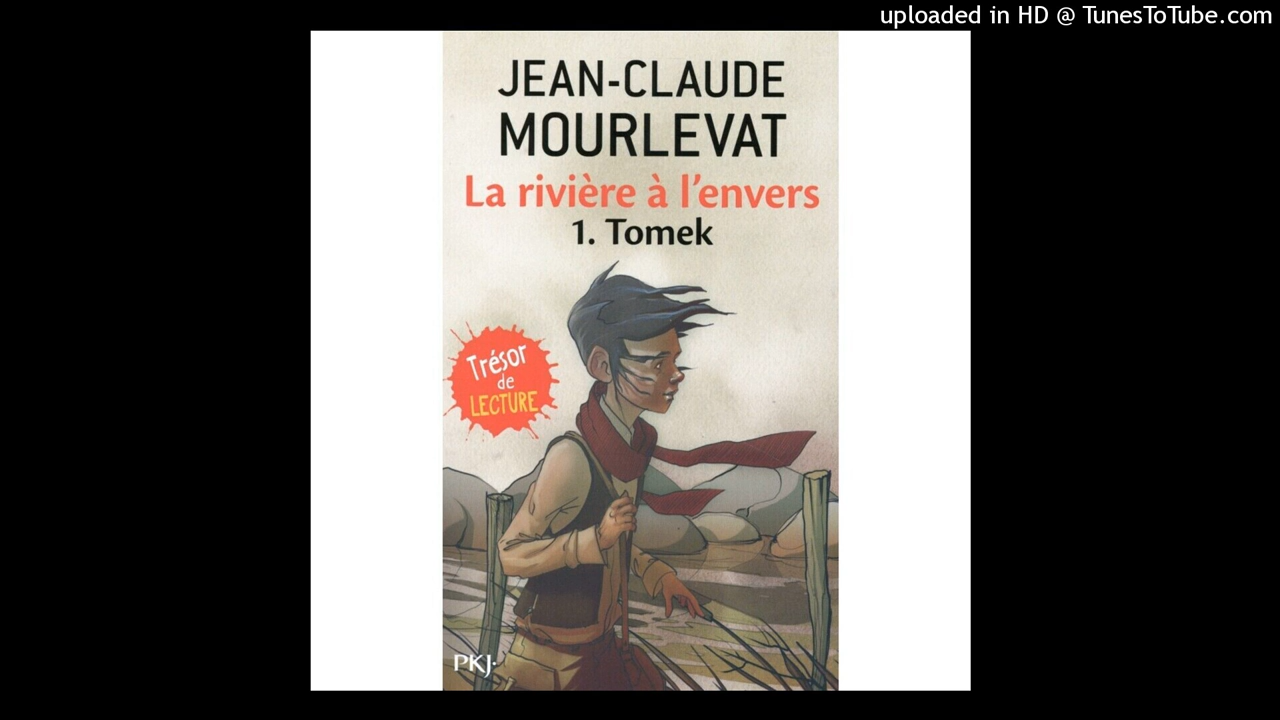 uploaded in HD @ TunesToTube.com
JEAN-CLAUDE
MOURLEVAT
La rivière à l'envers
1. Tomek
Trésor
de
LECTURE
PKJ·